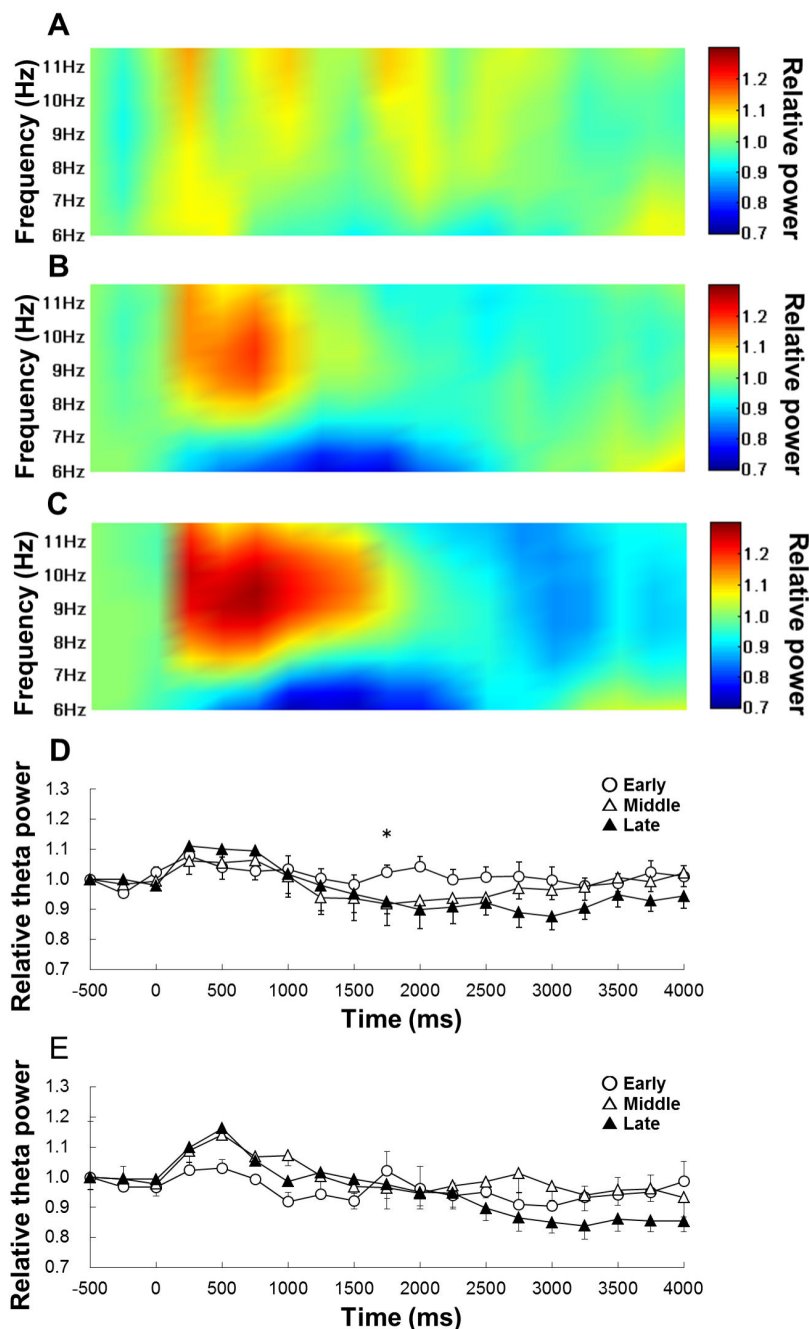 A
Frequency (Hz)
11Hz
10Hz
9Hz
8Hz
7Hz
6Hz
1.2
1.1
1.0
0.9
0.8
0.7
Relative power
B
Frequency (Hz)
11Hz
10Hz
9Hz
8Hz
7Hz
6Hz
1.2
1.1
1.0
0.9
0.8
0.7
Relative power
C
Frequency (Hz)
11Hz
10Hz
9Hz
8Hz
7Hz
6Hz
1.2
1.1
1.0
0.9
0.8
0.7
Relative power
D
Relative theta power
1.3
1.2
1.1
1.0
0.9
0.8
0.7
Early
Middle
Late
*
-500 0 500 1000 1500 2000 2500 3000 3500 4000
Time (ms)
E
Relative theta power
1.3
1.2
1.1
1.0
0.9
0.8
0.7
Early
Middle
Late
-500 0 500 1000 1500 2000 2500 3000 3500 4000
Time (ms)